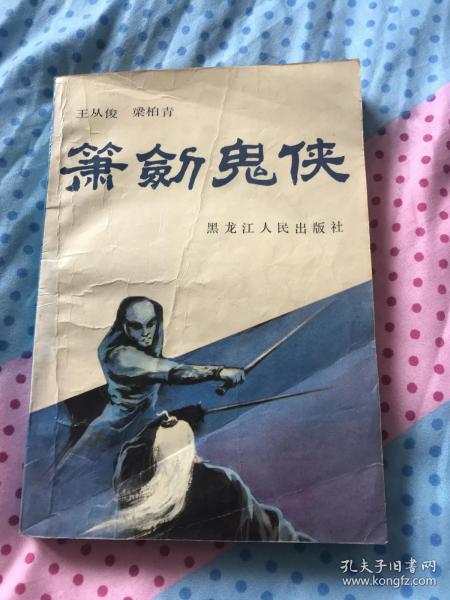 王从俊 梁柏青
箫剑鬼侠
黑龙江人民出版社
孔夫子旧书网
www.kongfz.com